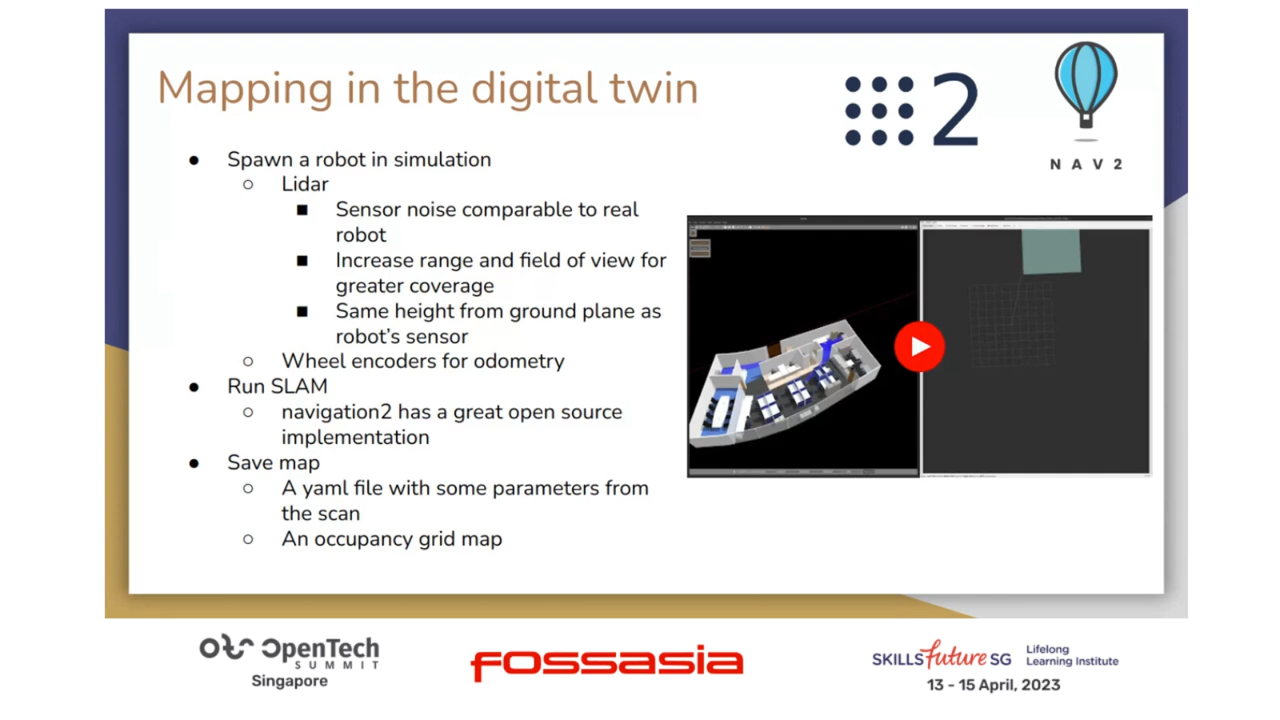 Mapping in the digital twin
2
N A V 2
● Spawn a robot in simulation
○ Lidar
■ Sensor noise comparable to real
robot
■ Increase range and field of view for
greater coverage
■ Same height from ground plane as
robot's sensor
○ Wheel encoders for odometry
● Run SLAM
○ navigation2 has a great open source
implementation
● Save map
○ A yaml file with some parameters from
the scan
○ An occupancy grid map
OpenTech
SUMMIT
Singapore
fossasia
SKILLS future SG
Lifelong
Learning Institute
13 - 15 April, 2023